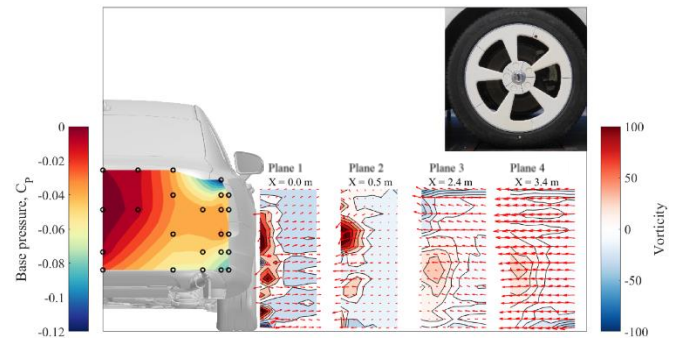 0
-0.02
-0.04
-0.06
-0.08
-0.1
-0.12
Base pressure, C_P
Plane 1
X = 0.0 m
Plane 2
X = 0.5 m
Plane 3
X = 2.4 m
Plane 4
X = 3.4 m
100
50
0
-50
-100
Vorticity